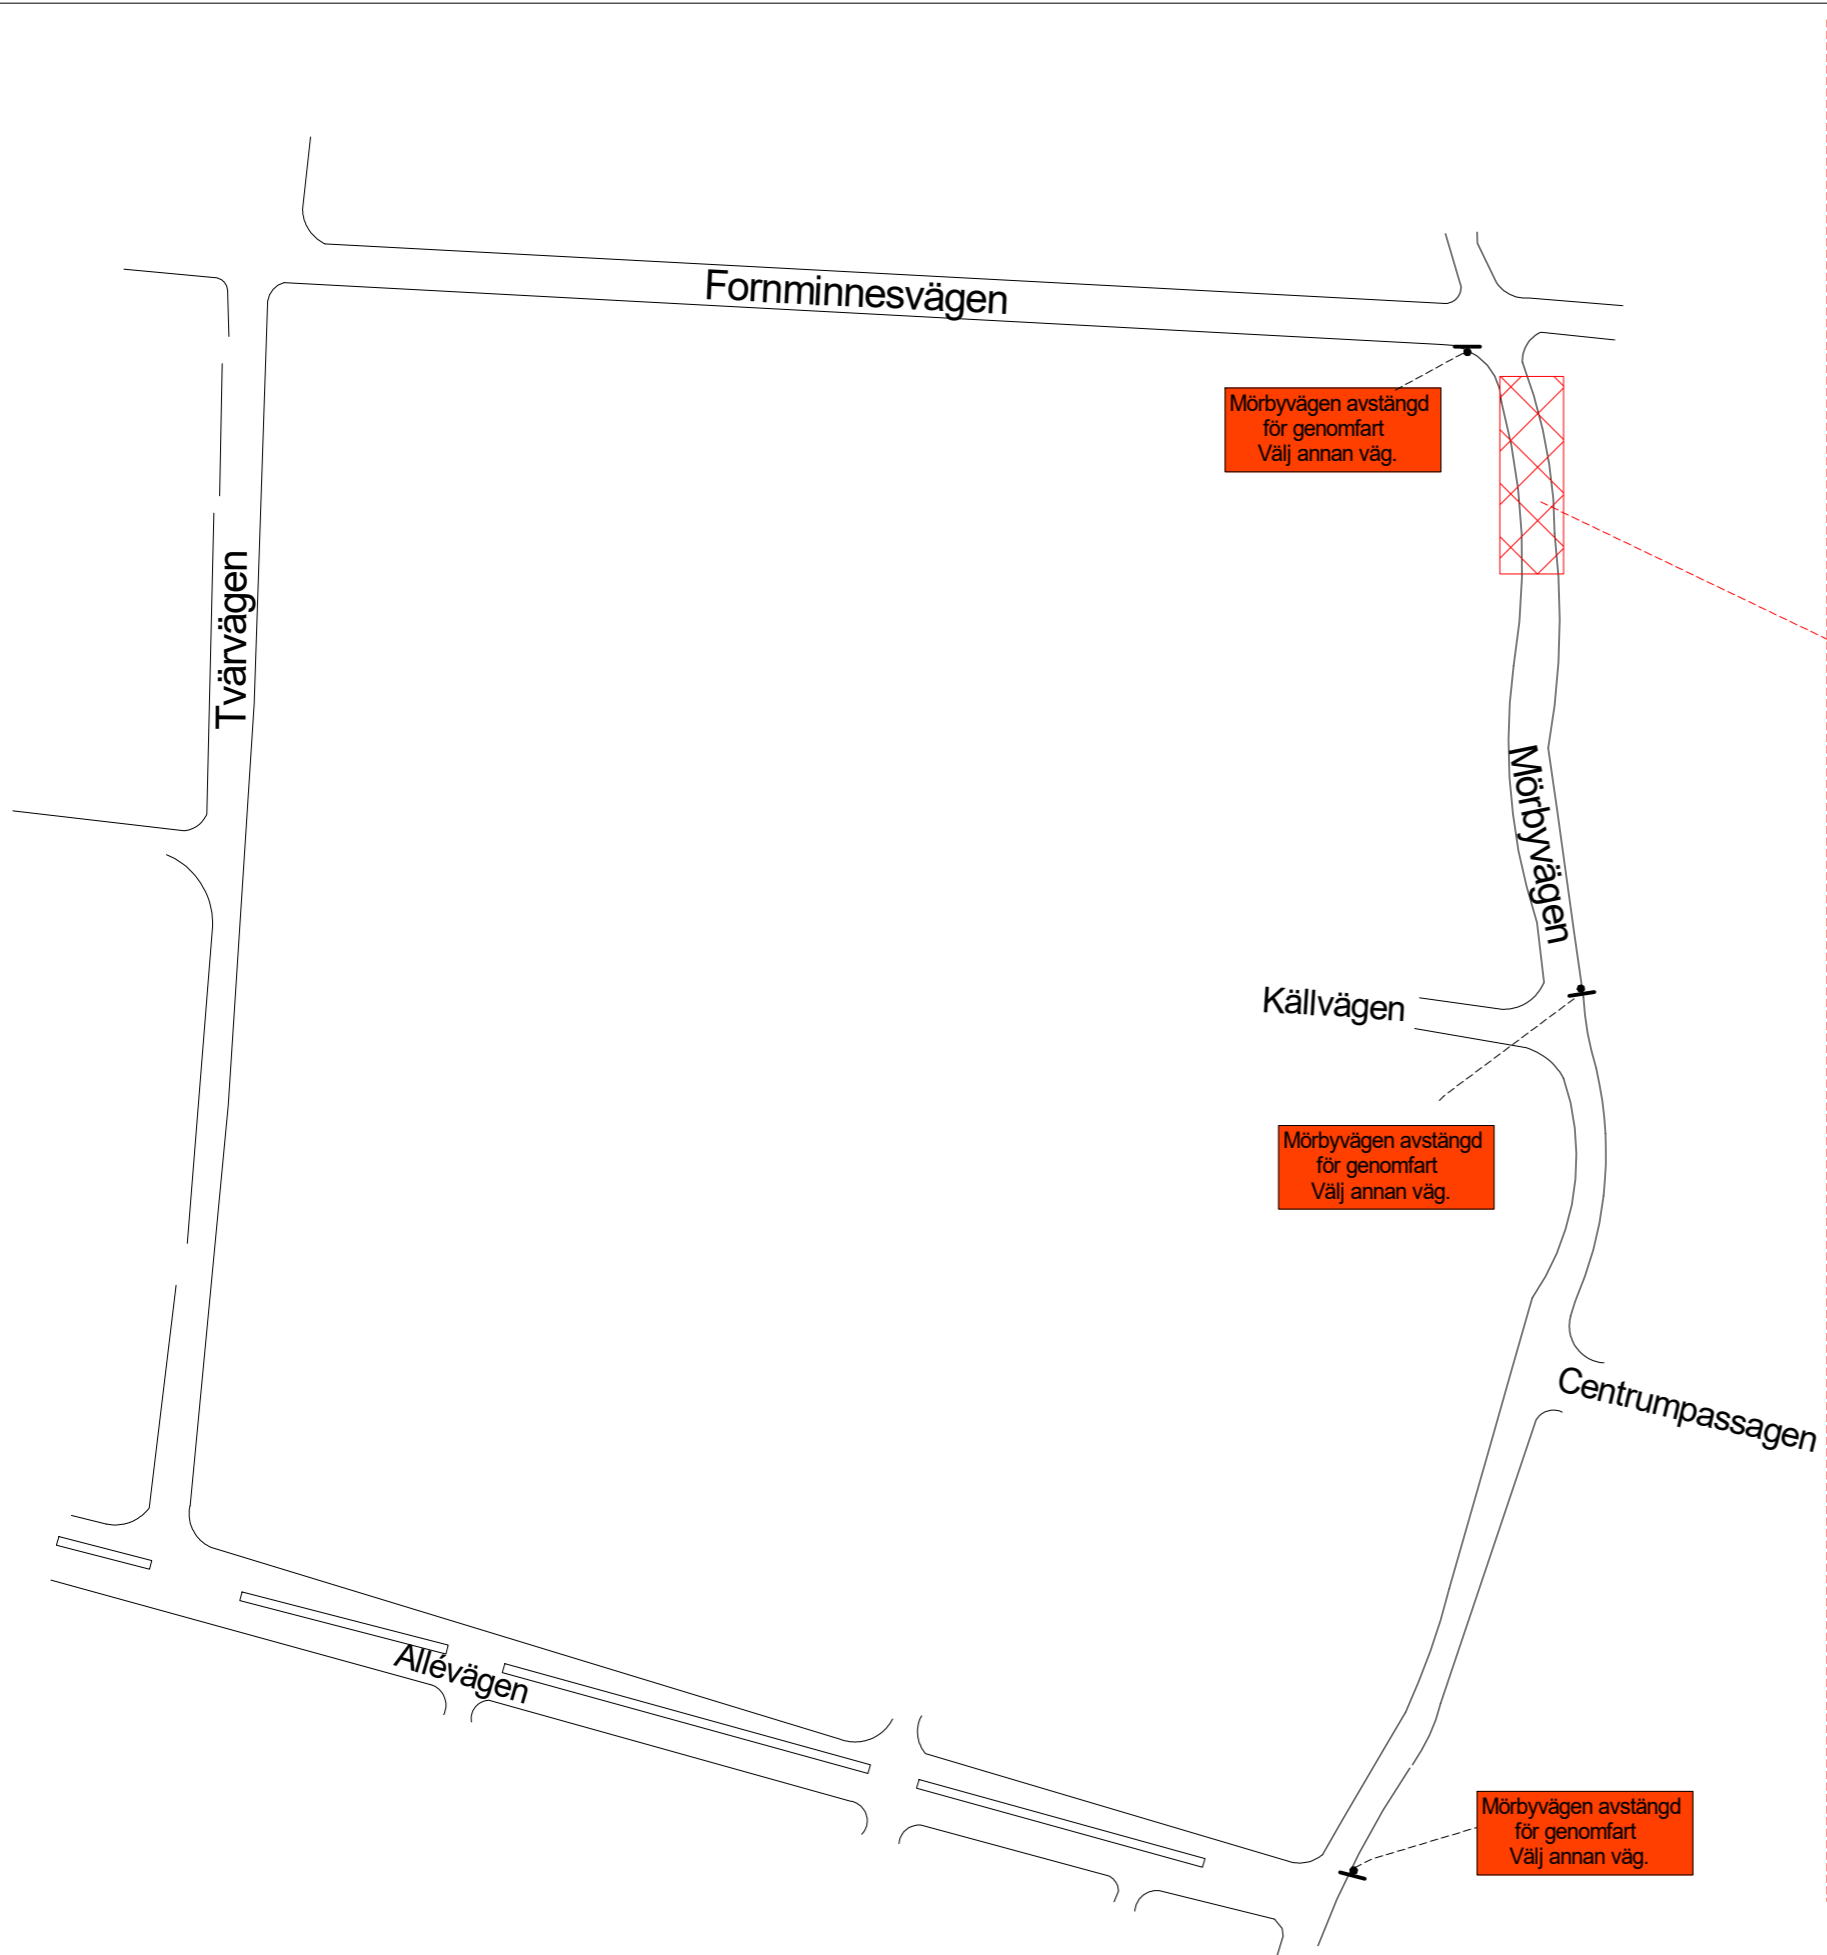 Fornminnesvägen
Mörbyvägen avstängd
för genomfart
Välj annan väg.
Tvärvägen
Mörbyvägen
Källvägen
Mörbyvägen avstängd
för genomfart
Välj annan väg.
Centrumpassagen
Allévägen
Mörbyvägen avstängd
för genomfart
Välj annan väg.